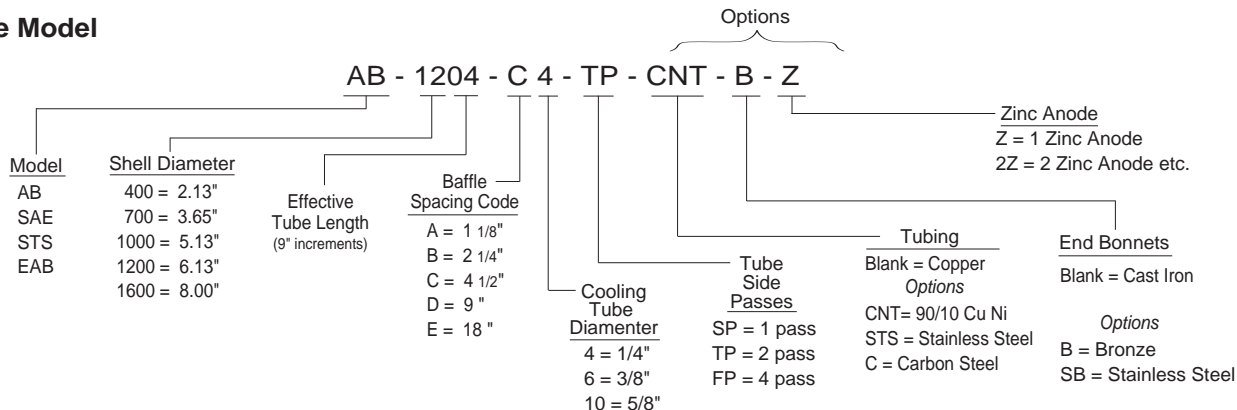 e Model
Options
AB - 1204 - C 4 - TP - CNT - B - Z
Model
AB
SAE
STS
EAB
Shell Diameter
400 = 2.13"
700 = 3.65"
1000 = 5.13"
1200 = 6.13"
1600 = 8.00"
Effective
Tube Length
(9" increments)
Baffle
Spacing Code
A = 1 1/8"
B = 2 1/4"
C = 4 1/2"
D = 9 "
E = 18 "
Cooling
Tube
Diamenter
4 = 1/4"
6 = 3/8"
10 = 5/8"
Tube
Side
Passes
SP = 1 pass
TP = 2 pass
FP = 4 pass
Tubing
Blank = Copper
Options
CNT= 90/10 Cu Ni
STS = Stainless Steel
C = Carbon Steel
End Bonnets
Blank = Cast Iron
Options
B = Bronze
SB = Stainless Steel
Zinc Anode
Z = 1 Zinc Anode
2Z = 2 Zinc Anode etc.